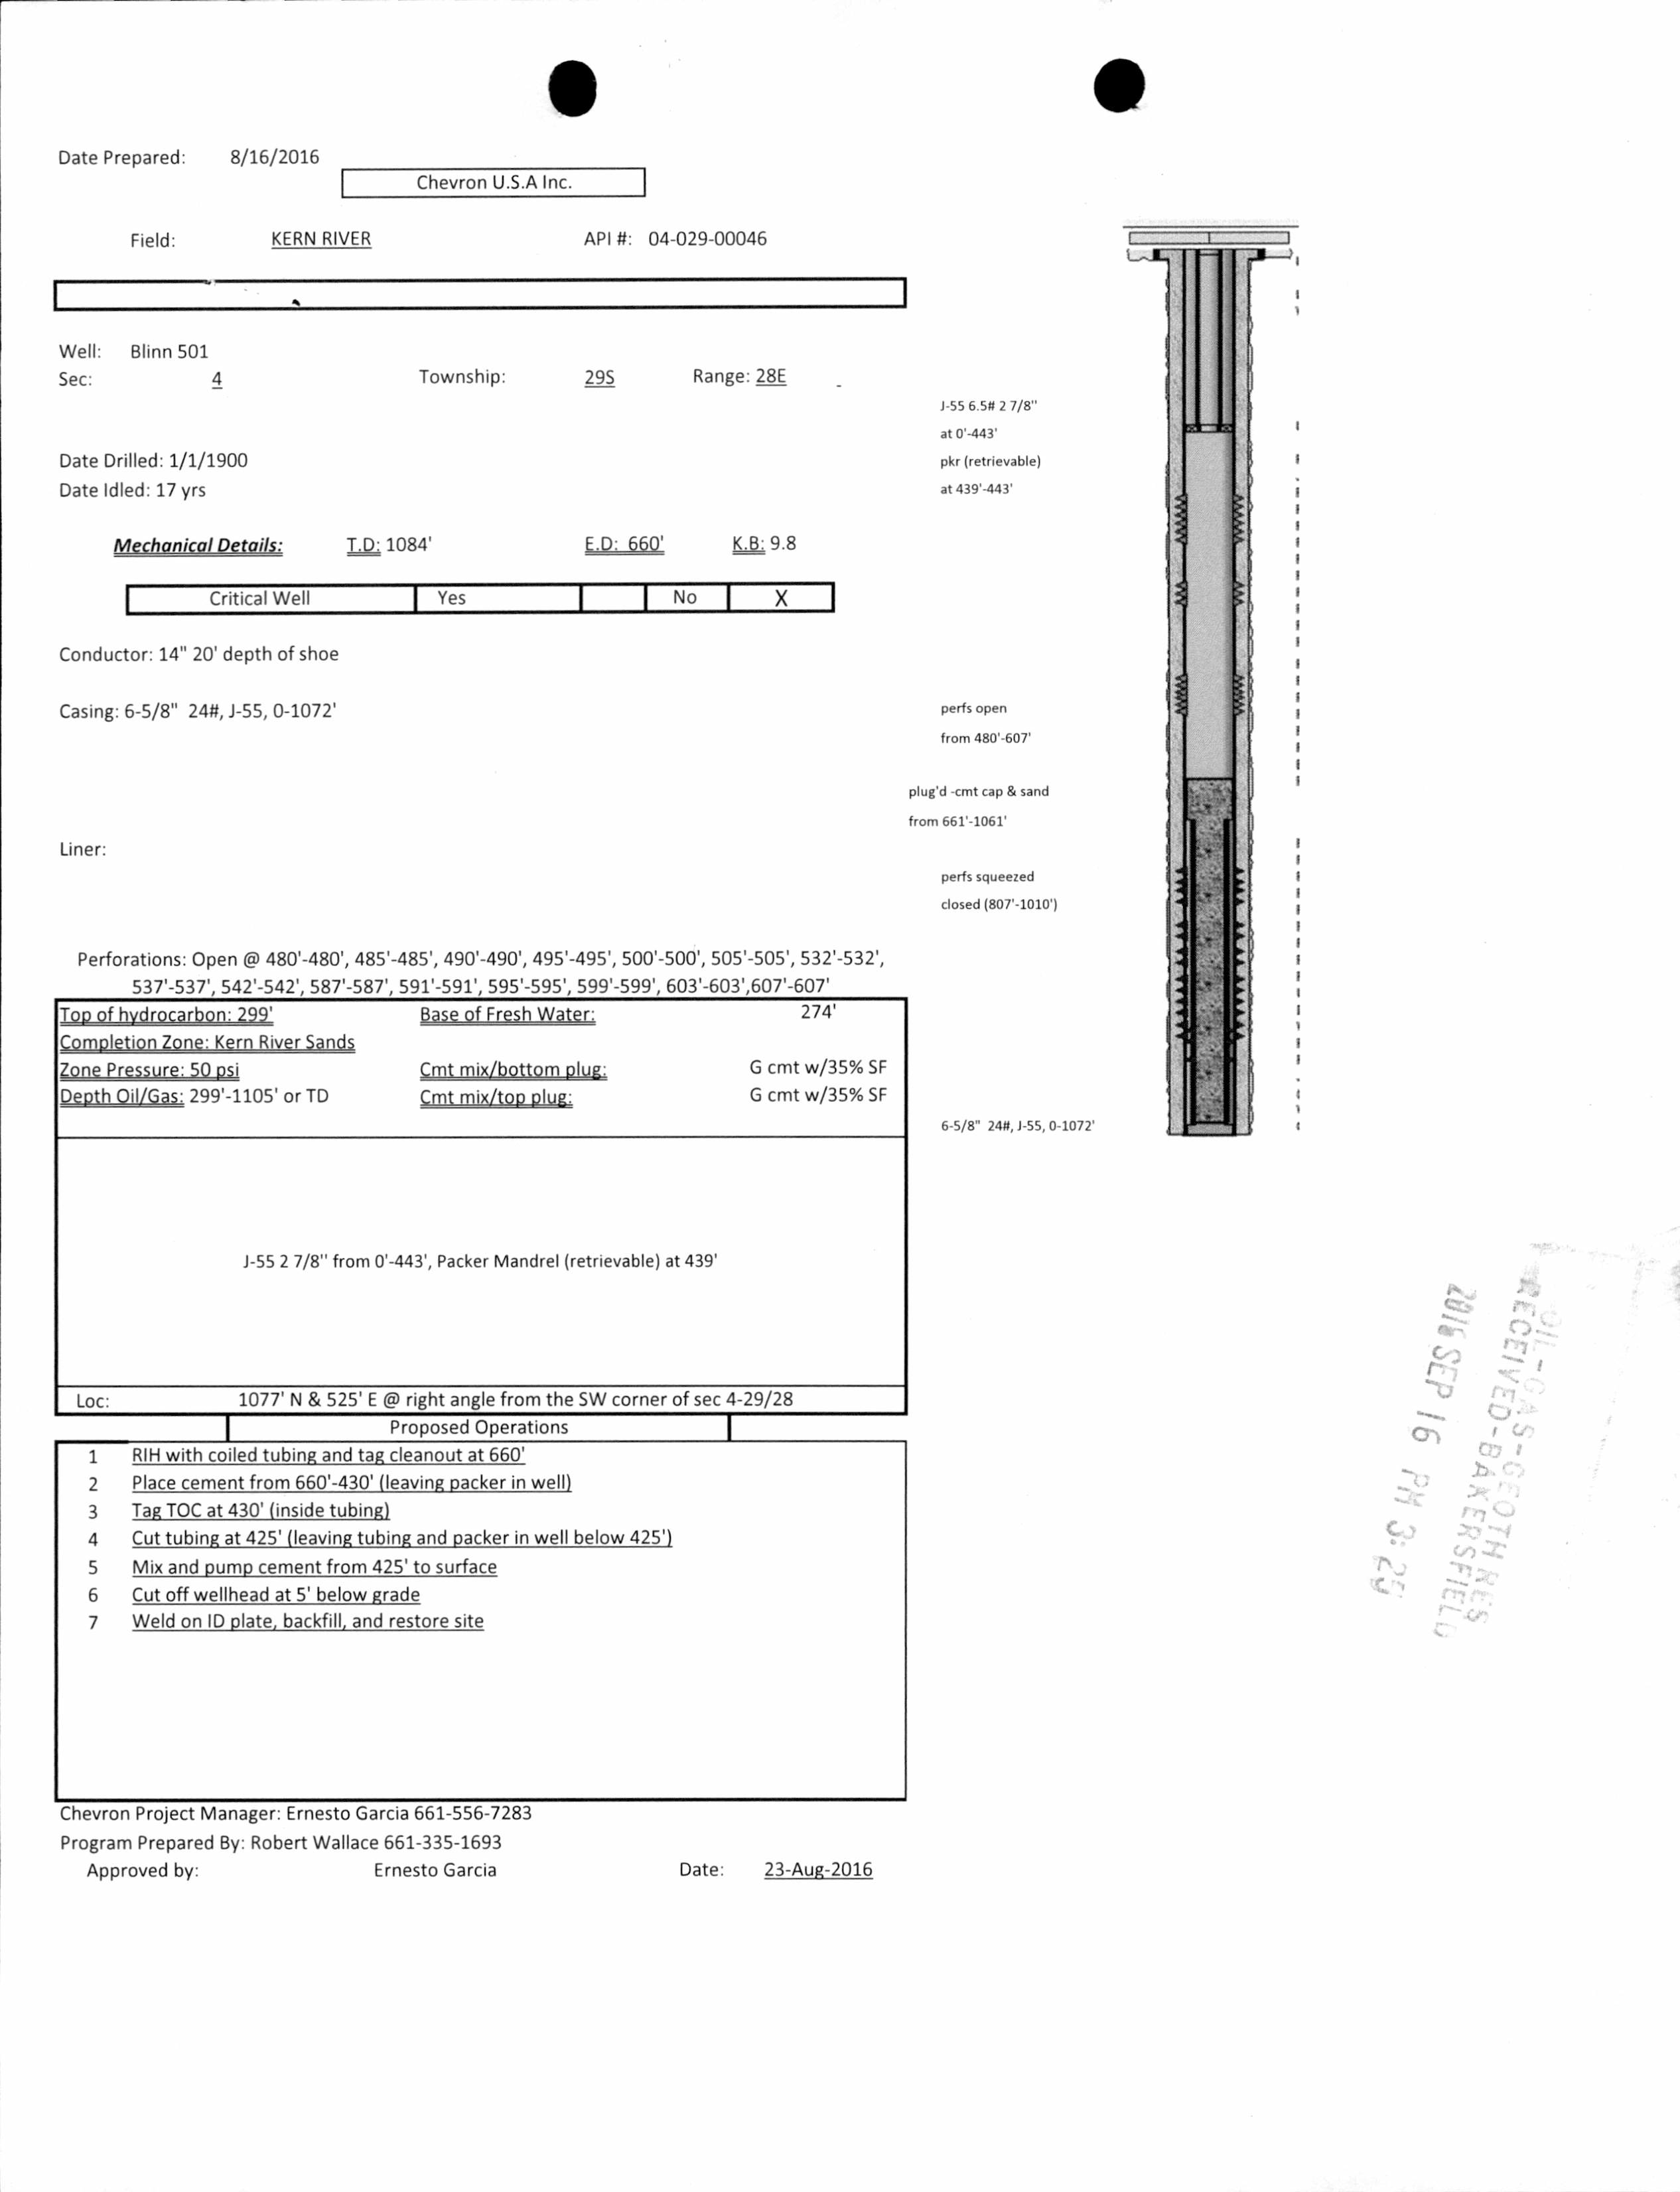 Date Prepared: 8/16/2016
Chevron U.S.A Inc.
Field: KERN RIVER API #: 04-029-00046
Well: Blinn 501
Sec: 4 Township: 29S Range: 28E
Date Drilled: 1/1/1900
Date Idled: 17 yrs
Mechanical Details: T.D: 1084' E.D: 660' K.B: 9.8
Critical Well Yes No X
Conductor: 14" 20' depth of shoe
Casing: 6-5/8" 24#, J-55, 0-1072'
Liner:
Perforations: Open @ 480'-480', 485'-485', 490'-490', 495'-495', 500'-500', 505'-505', 532'-532',
537'-537', 542'-542', 587'-587', 591'-591', 595'-595', 599'-599', 603'-603',607'-607'
Top of hydrocarbon: 299' Base of Fresh Water: 274'
Completion Zone: Kern River Sands
Zone Pressure: 50 psi Cmt mix/bottom plug: G cmt w/35% SF
Depth Oil/Gas: 299'-1105' or TD Cmt mix/top plug: G cmt w/35% SF
J-55 2 7/8'' from 0'-443', Packer Mandrel (retrievable) at 439'
Loc: 1077' N & 525' E @ right angle from the SW corner of sec 4-29/28
Proposed Operations
1 RIH with coiled tubing and tag cleanout at 660'
2 Place cement from 660'-430' (leaving packer in well)
3 Tag TOC at 430' (inside tubing)
4 Cut tubing at 425' (leaving tubing and packer in well below 425')
5 Mix and pump cement from 425' to surface
6 Cut off wellhead at 5' below grade
7 Weld on ID plate, backfill, and restore site
Chevron Project Manager: Ernesto Garcia 661-556-7283
Program Prepared By: Robert Wallace 661-335-1693
Approved by: Ernesto Garcia Date: 23-Aug-2016
J-55 6.5# 2 7/8''
at 0'-443'
pkr (retrievable)
at 439'-443'
perfs open
from 480'-607'
plug'd -cmt cap & sand
from 661'-1061'
perfs squeezed
closed (807'-1010')
6-5/8" 24#, J-55, 0-1072'
OIL-GAS-GEOTH RES
RECEIVED-BAKERSFIELD
2016 SEP 16 PM 3:25